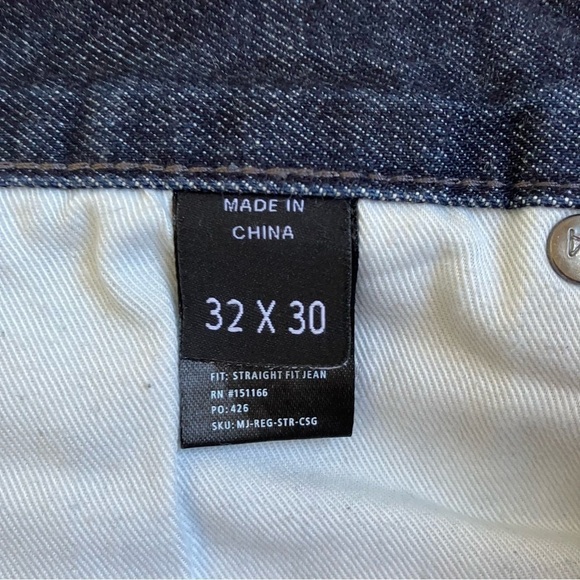 MADE IN
CHINA
32 X 30
FIT: STRAIGHT FIT JEAN
RN #151166
PO: 426
SKU: MJ-REG-STR-CSG